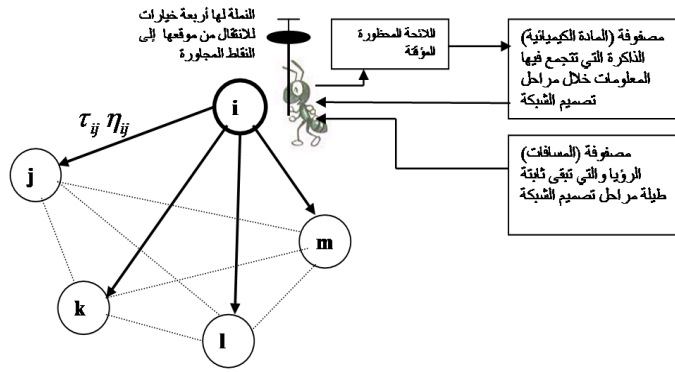 النملة لها أربعة خيارات
للانتقال من موقعها إلى
النقاط المجاورة
اللائحة المحظورة
المؤقتة
مصفوفة (المادة الكيميائية)
الذاكرة التي تتجمع فيها
المعلومات خلال مراحل
تصميم الشبكة
مصفوفة (المسافات)
الرؤيا والتي تبقى ثابتة
طيلة مراحل تصميم الشبكة
i
τij ηij
j
m
k
l